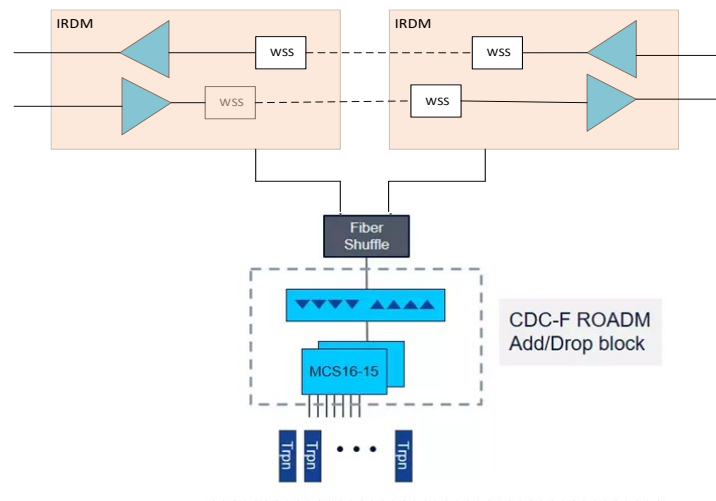 IRDM
IRDM
WSS
WSS
WSS
WSS
Fiber
Shuffle
CDC-F ROADM
Add/Drop block
MCS16-15
Trpn
Trpn
Trpn